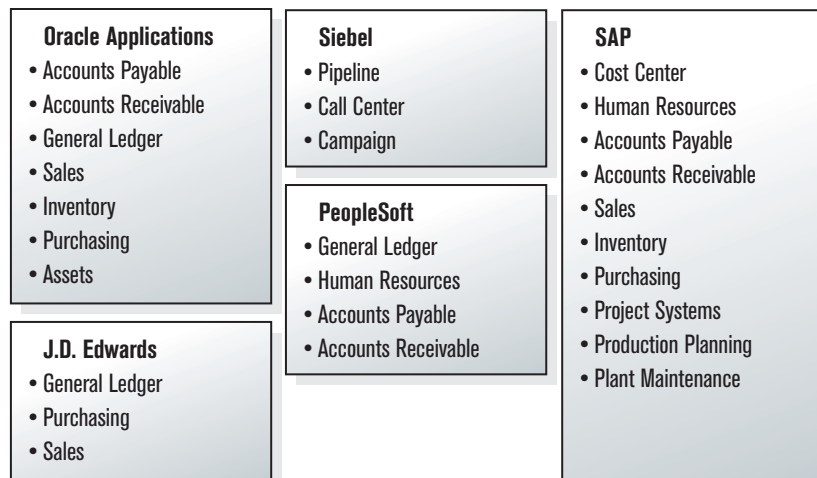 Oracle Applications
• Accounts Payable
• Accounts Receivable
• General Ledger
• Sales
• Inventory
• Purchasing
• Assets
J.D. Edwards
• General Ledger
• Purchasing
• Sales
Siebel
• Pipeline
• Call Center
• Campaign
PeopleSoft
• General Ledger
• Human Resources
• Accounts Payable
• Accounts Receivable
SAP
• Cost Center
• Human Resources
• Accounts Payable
• Accounts Receivable
• Sales
• Inventory
• Purchasing
• Project Systems
• Production Planning
• Plant Maintenance